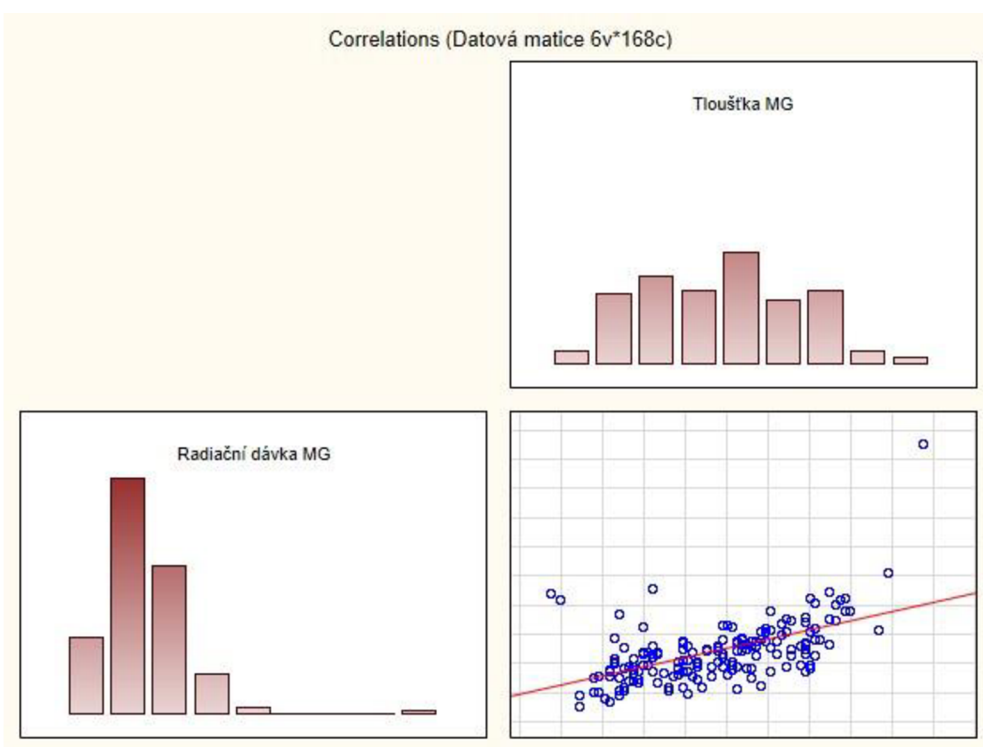 Correlations (Datová matice 6v*168c)
Tloušťka MG
Radiační dávka MG